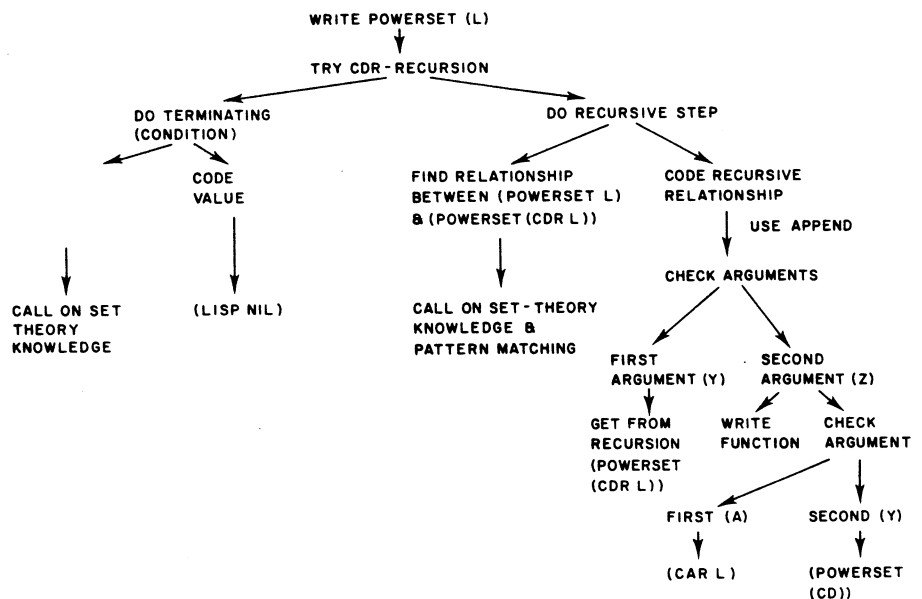 WRITE POWERSET (L)
TRY CDR-RECURSION
DO TERMINATING
(CONDITION)
DO RECURSIVE STEP
CODE
VALUE
FIND RELATIONSHIP
BETWEEN (POWERSET L)
& (POWERSET (CDR L))
CODE RECURSIVE
RELATIONSHIP
USE APPEND
CHECK ARGUMENTS
CALL ON SET
THEORY
KNOWLEDGE
(LISP NIL)
CALL ON SET-THEORY
KNOWLEDGE &
PATTERN MATCHING
FIRST
ARGUMENT (Y)
SECOND
ARGUMENT (Z)
GET FROM
RECURSION
(POWERSET
(CDR L))
WRITE
FUNCTION
CHECK
ARGUMENT
FIRST (A)
SECOND (Y)
(CAR L)
(POWERSET
(CD))